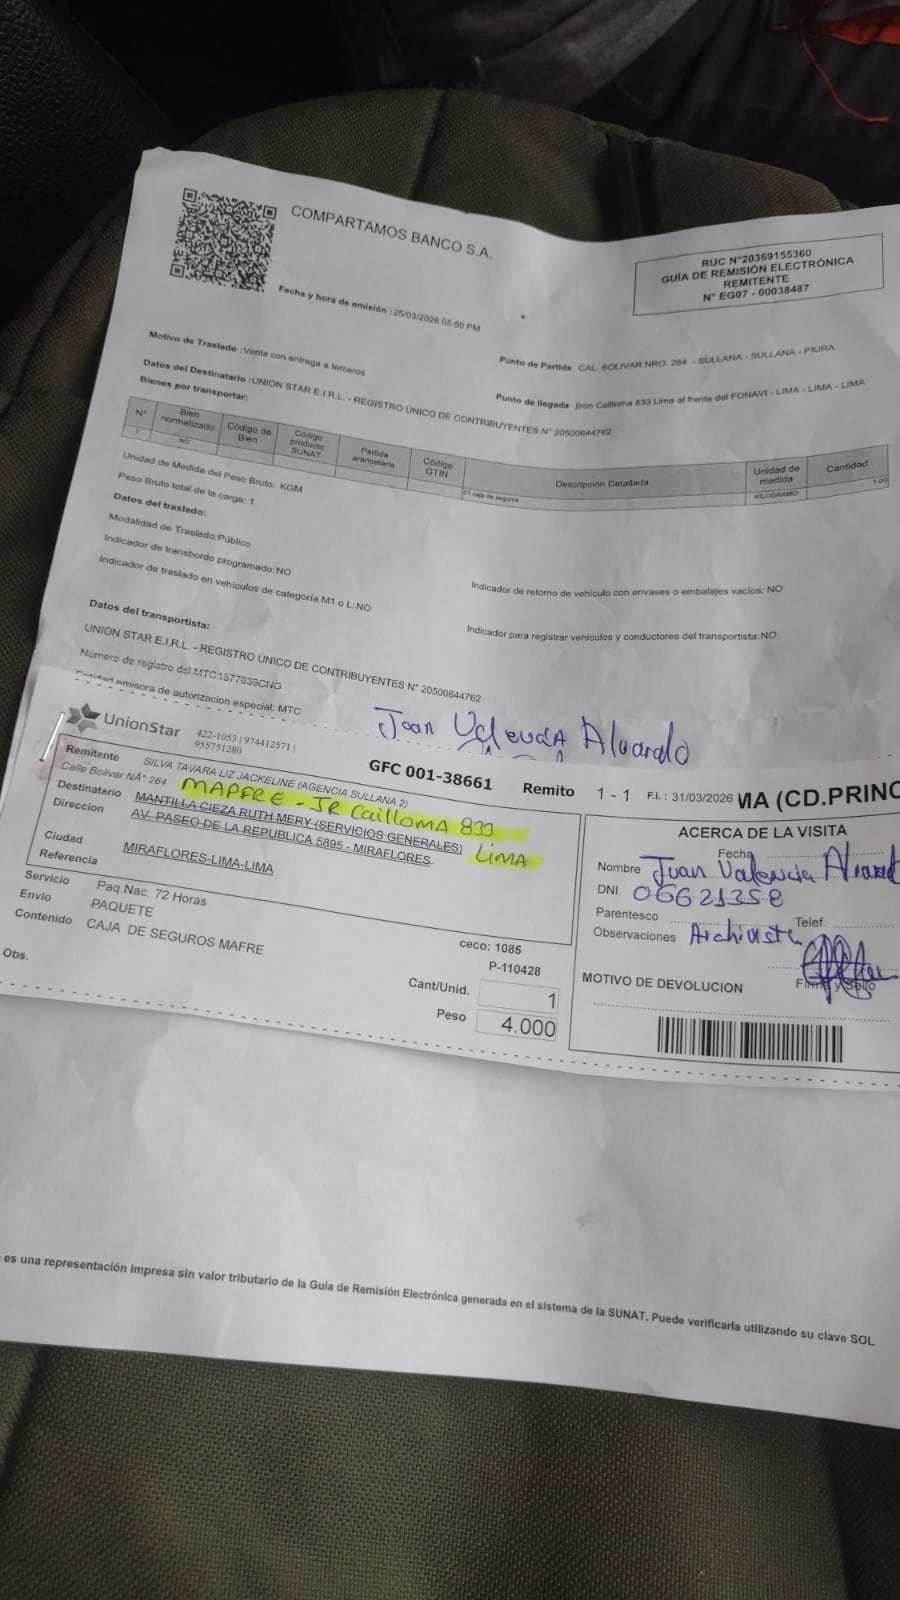 COMPARTAMOS BANCO S.A.
RUC N°20369155360
GUÍA DE REMISIÓN ELECTRÓNICA
REMITENTE
N° EG07 - 00038487
Fecha y hora de emisión : 25/03/2026 05:50 PM
Motivo de Traslado :Venta con entrega a terceros
Punto de Partida CAL. BOLIVAR NRO. 264 - SULLANA - SULLANA - PIURA
Datos del Destinatario :UNION STAR E.I.R.L. - REGISTRO ÚNICO DE CONTRIBUYENTES N° 20500644762
Punto de llegada jiron Cailloma 833 Lima al frente del FONAVI - LIMA - LIMA - LIMA
Bienes por transportar:
N° Bien normalizado Código de Bien Código producto SUNAT Partida arancelaria Código GTIN Descripción Detallada Unidad de medida Cantidad
1 NO 01 caja de seguros KILOGRAMO 1.00
Unidad de Medida del Peso Bruto: KGM
Peso Bruto total de la carga: 1
Datos del traslado:
Modalidad de Traslado:Público
Indicador de transbordo programado:NO
Indicador de retorno de vehículo con envases o embalajes vacíos: NO
Indicador de traslado en vehículos de categoría M1 o L:NO
Indicador para registrar vehículos y conductores del transportista:NO
Datos del transportista:
UNION STAR E.I.R.L. - REGISTRO ÚNICO DE CONTRIBUYENTES N° 20500644762
Número de registro del MTC:1577639CNG
emisora de autorizacion especial: MTC
Juan Valencia Alvarado
UnionStar
422-1053 | 974412571 |
955751280
GFC 001-38661
Remito 1 - 1 F.I. : 31/03/2026
MA (CD.PRINC
Remitente SILVA TAVARA LIZ JACKELINE (AGENCIA SULLANA 2)
Calle Bolivar NÂ° 264
MAPFRE - JR Cailloma 833
LIMA
Destinatario MANTILLA CIEZA RUTH MERY (SERVICIOS GENERALES)
Direccion AV. PASEO DE LA REPUBLICA 5895 - MIRAFLORES
Ciudad MIRAFLORES-LIMA-LIMA
Referencia
Servicio Paq.Nac. 72 Horas
Envio PAQUETE
Contenido CAJA DE SEGUROS MAFRE
Obs.
ceco: 1085
P-110428
Cant/Unid. 1
Peso 4.000
ACERCA DE LA VISITA
Fecha
Nombre Juan Valencia Alvarad
DNI 06621358
Parentesco Telef.
Observaciones Archivista
Firma y Sello
MOTIVO DE DEVOLUCION
es una representación impresa sin valor tributario de la Guía de Remisión Electrónica generada en el sistema de la SUNAT. Puede verificarla utilizando su clave SOL